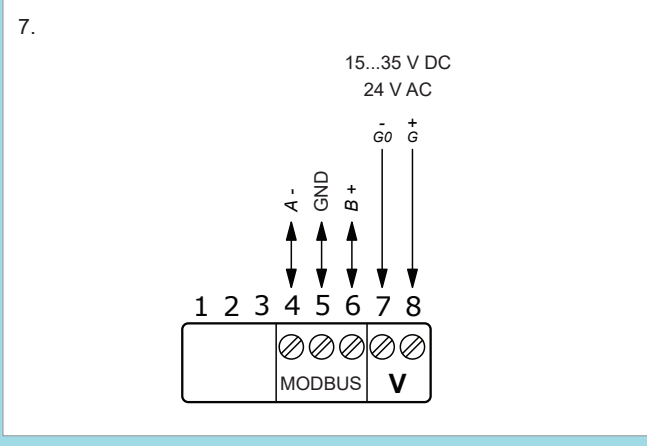 7.
15...35 V DC
24 V AC
- +
G0 G
A - GND B +
1 2 3 4 5 6 7 8
MODBUS V